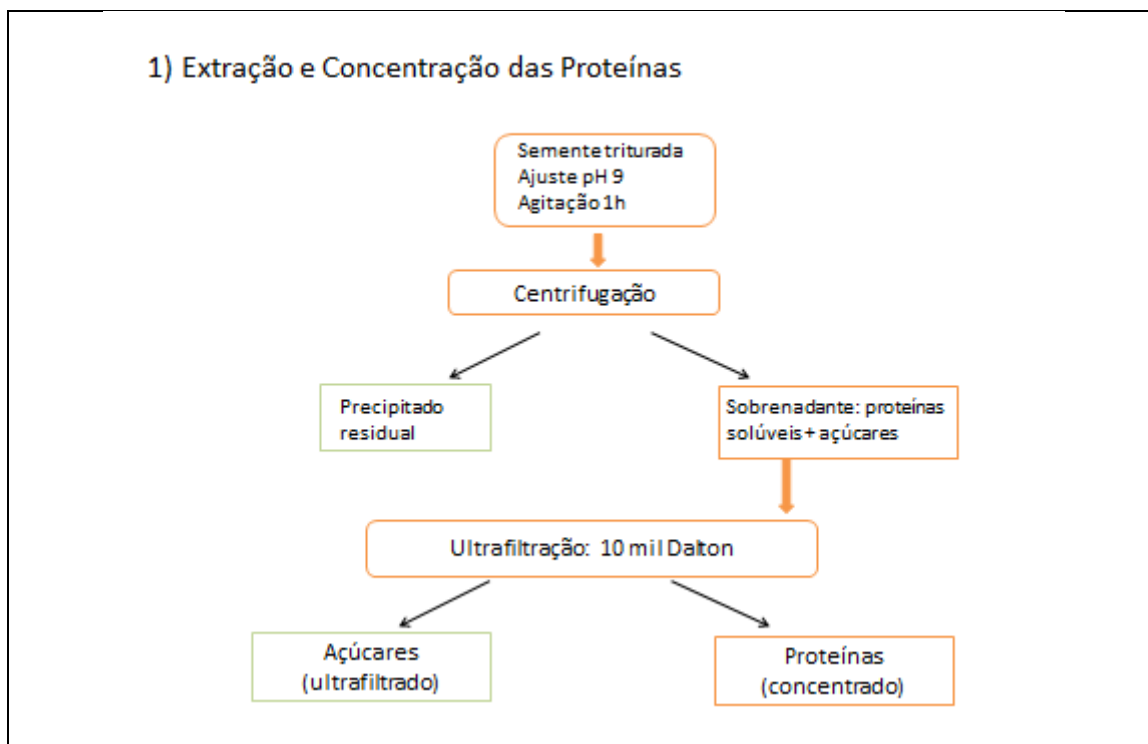 1) Extração e Concentração das Proteínas
Semente triturada
Ajuste pH 9
Agitação 1h
Centrifugação
Precipitado
residual
Sobrenadante: proteínas
solúveis + açúcares
Ultrafiltração: 10 mil Dalton
Açúcares
(ultrafiltrado)
Proteínas
(concentrado)